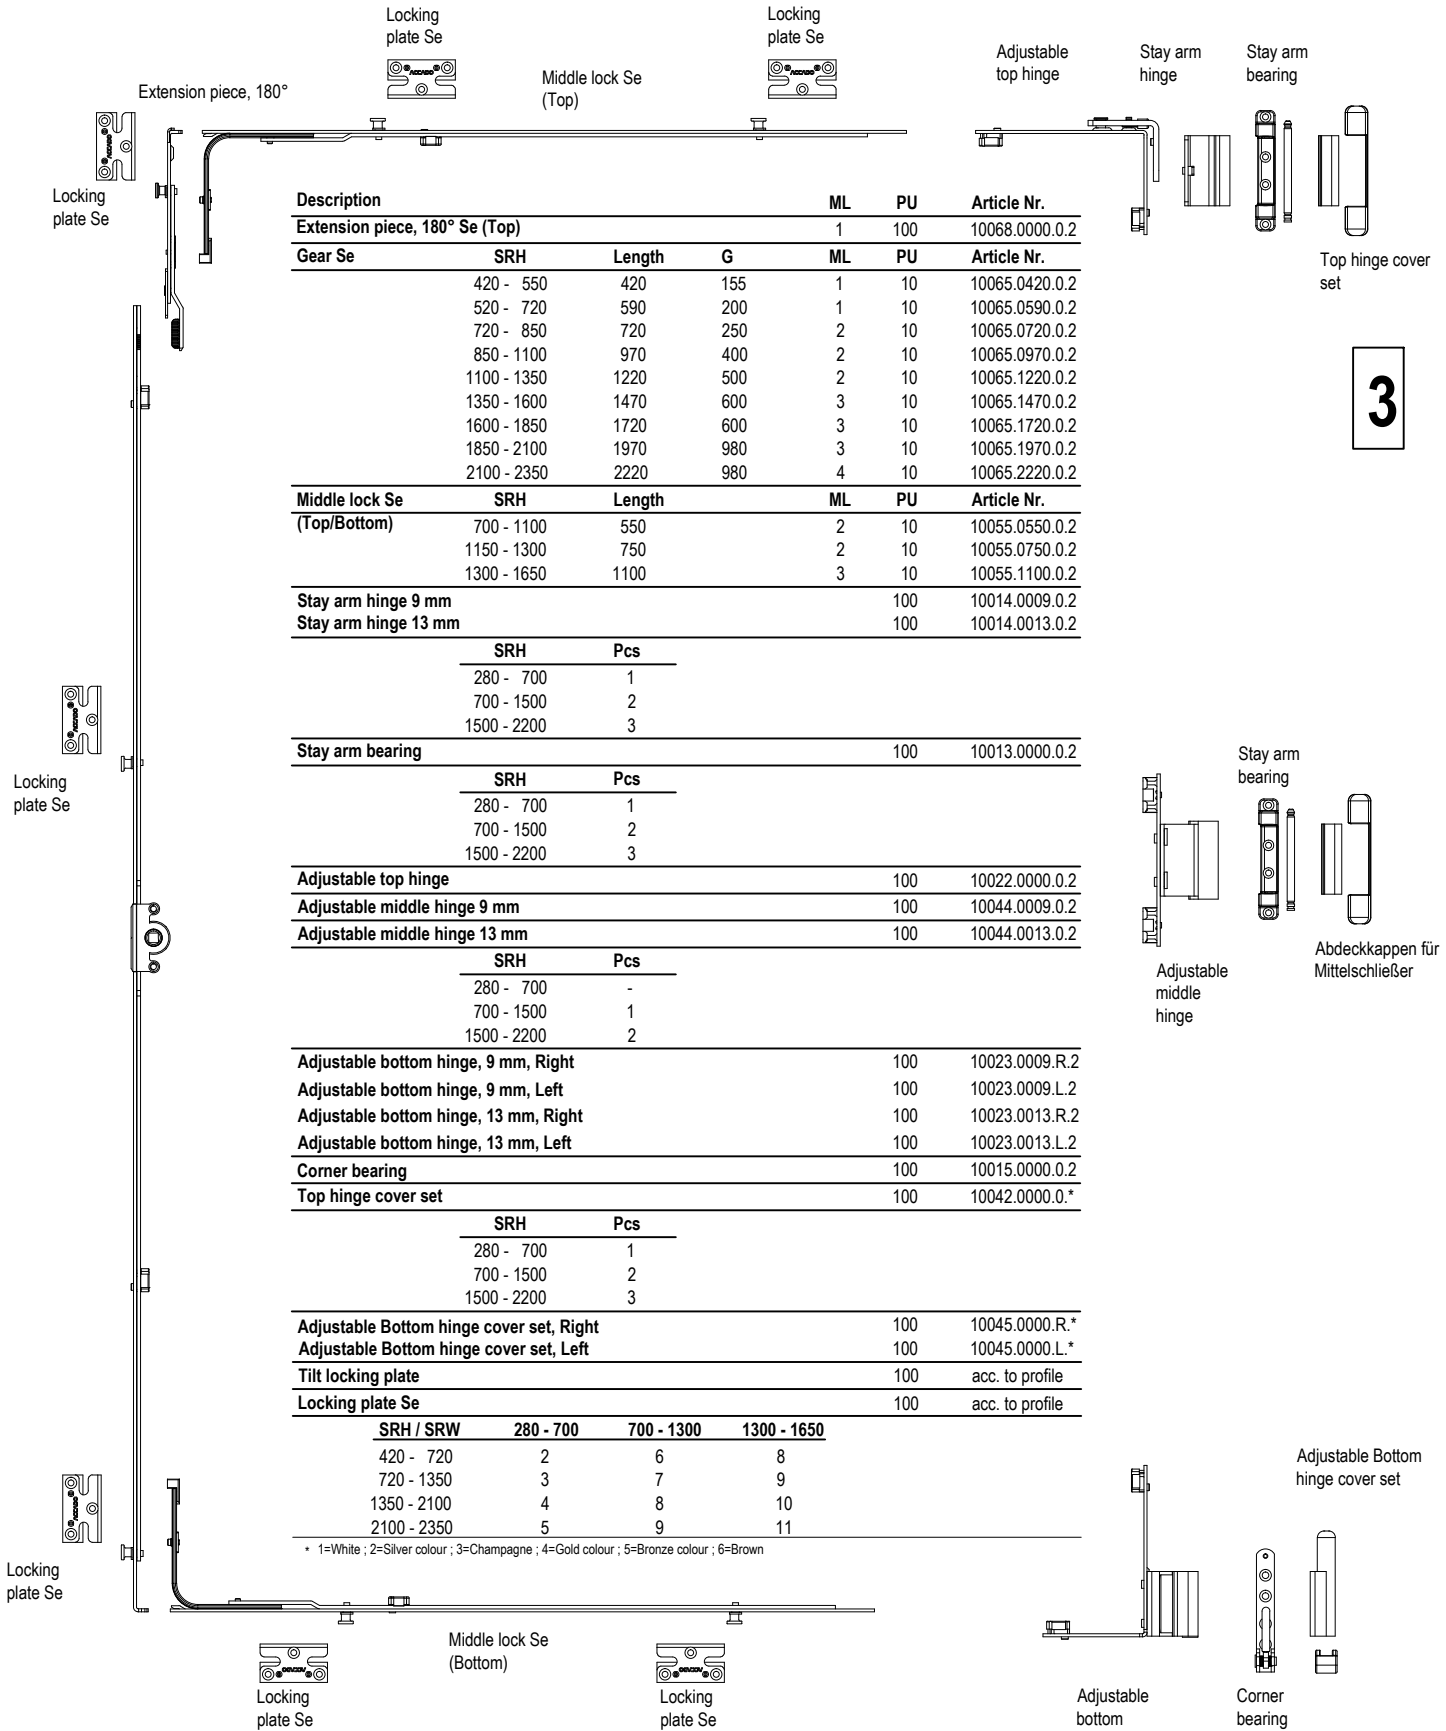 Locking
plate Se
Locking
plate Se
Middle lock Se
(Top)
Extension piece, 180°
Adjustable
top hinge
Stay arm
hinge
Stay arm
bearing
ACCADO
ACCADO
ACCADO
Locking
plate Se
Top hinge cover
set
3
Description ML PU Article Nr.
Extension piece, 180° Se (Top) 1 100 10068.0000.0.2
Gear Se SRH Length G ML PU Article Nr.
420 - 550 420 155 1 10 10065.0420.0.2
520 - 720 590 200 1 10 10065.0590.0.2
720 - 850 720 250 2 10 10065.0720.0.2
850 - 1100 970 400 2 10 10065.0970.0.2
1100 - 1350 1220 500 2 10 10065.1220.0.2
1350 - 1600 1470 600 3 10 10065.1470.0.2
1600 - 1850 1720 600 3 10 10065.1720.0.2
1850 - 2100 1970 980 3 10 10065.1970.0.2
2100 - 2350 2220 980 4 10 10065.2220.0.2
Middle lock Se SRH Length ML PU Article Nr.
(Top/Bottom) 700 - 1100 550 2 10 10055.0550.0.2
1150 - 1300 750 2 10 10055.0750.0.2
1300 - 1650 1100 3 10 10055.1100.0.2
Stay arm hinge 9 mm 100 10014.0009.0.2
Stay arm hinge 13 mm 100 10014.0013.0.2
SRH Pcs
280 - 700 1
700 - 1500 2
1500 - 2200 3
Stay arm bearing 100 10013.0000.0.2
SRH Pcs
280 - 700 1
700 - 1500 2
1500 - 2200 3
Adjustable top hinge 100 10022.0000.0.2
Adjustable middle hinge 9 mm 100 10044.0009.0.2
Adjustable middle hinge 13 mm 100 10044.0013.0.2
SRH Pcs
280 - 700 -
700 - 1500 1
1500 - 2200 2
Adjustable bottom hinge, 9 mm, Right 100 10023.0009.R.2
Adjustable bottom hinge, 9 mm, Left 100 10023.0009.L.2
Adjustable bottom hinge, 13 mm, Right 100 10023.0013.R.2
Adjustable bottom hinge, 13 mm, Left 100 10023.0013.L.2
Corner bearing 100 10015.0000.0.2
Top hinge cover set 100 10042.0000.0.*
SRH Pcs
280 - 700 1
700 - 1500 2
1500 - 2200 3
Adjustable Bottom hinge cover set, Right 100 10045.0000.R.*
Adjustable Bottom hinge cover set, Left 100 10045.0000.L.*
Tilt locking plate 100 acc. to profile
Locking plate Se 100 acc. to profile
SRH / SRW 280 - 700 700 - 1300 1300 - 1650
420 - 720 2 6 8
720 - 1350 3 7 9
1350 - 2100 4 8 10
2100 - 2350 5 9 11
* 1=White ; 2=Silver colour ; 3=Champagne ; 4=Gold colour ; 5=Bronze colour ; 6=Brown
ACCADO
Locking
plate Se
Stay arm
bearing
Adjustable
middle
hinge
Abdeckkappen für
Mittelschließer
ACCADO
Locking
plate Se
Adjustable Bottom
hinge cover set
Middle lock Se
(Bottom)
ACCADO
Locking
plate Se
ACCADO
Locking
plate Se
Adjustable
bottom
Corner
bearing